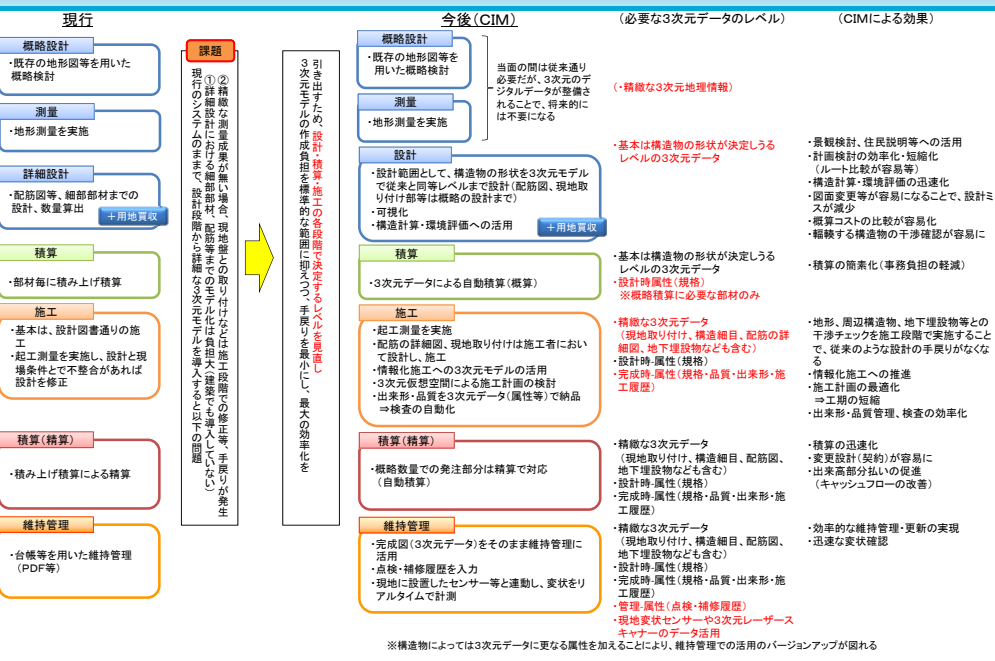 現行
概略設計
・既存の地形図等を用いた
概略検討
測量
・地形測量を実施
詳細設計
・配筋図等、細部部材までの
設計、数量算出
＋用地買収
積算
・部材毎に積み上げ積算
施工
・基本は、設計図書通りの施
工
・起工測量を実施し、設計と現
場条件とで不整合があれば
設計を修正
積算（精算）
・積み上げ積算による精算
維持管理
・台帳等を用いた維持管理
（PDF等）
課題
現行のシステムのまま、設計段階から詳細な３次元モデルを導入すると以下の問題
①詳細設計における細部部材、配筋等までのモデル化は負担大（建築でも導入していない）
②精緻な測量成果が無い場合、現地盤との取り付けなどは施工段階での修正等、手戻りが発生
３次元モデルの作成負担を標準的な範囲に抑えつつ、手戻りを最小にし、最大の効率化を
引き出すため、設計・積算・施工の各段階で決定するレベルを見直し
今後（CIM）
概略設計
・既存の地形図等を
用いた概略検討
測量
・地形測量を実施
当面の間は従来通り
必要だが、３次元のデ
ジタルデータが整備さ
れることで、将来的に
は不要になる
設計
・設計範囲として、構造物の形状を３次元モデル
で従来と同等レベルまで設計（配筋図、現地取
り付け部等は概略の設計まで）
・可視化
・構造計算・環境評価への活用
＋用地買収
積算
・３次元データによる自動積算（概算）
施工
・起工測量を実施
・配筋の詳細図、現地取付けは施工者におい
て設計し、施工
・情報化施工への３次元モデルの活用
・３次元仮想空間による施工計画の検討
・出来形・品質を３次元データ（属性等）で納品
⇒検査の自動化
積算（精算）
・概略数量での発注部分は精算で対応
（自動積算）
維持管理
・完成図（３次元データ）をそのまま維持管理に
活用
・点検・補修履歴を入力
・現地に設置したセンサー等と連動し、変状をリ
アルタイムで計測
（必要な３次元データのレベル）
（・精緻な３次元地理情報）
・基本は構造物の形状が決定しうる
レベルの３次元データ
・基本は構造物の形状が決定しうる
レベルの３次元データ
・設計時属性（規格）
※概略積算に必要な部材のみ
・精緻な３次元データ
（現地取り付け、構造細目、配筋の詳
細図、地下埋設物なども含む）
・設計時-属性（規格）
・完成時-属性（規格・品質・出来形・施
工履歴）
・精緻な３次元データ
（現地取り付け、構造細目、配筋図、
地下埋設物なども含む）
・設計時-属性（規格）
・完成時-属性（規格・品質・出来形・施
工履歴）
・精緻な３次元データ
（現地取り付け、構造細目、配筋図、
地下埋設物なども含む）
・設計時-属性（規格）
・完成時-属性（規格・品質・出来形・施
工履歴）
・管理-属性（点検・補修履歴）
・現地変状センサーや３次元レーザース
キャナーのデータ活用
（CIMによる効果）
・景観検討、住民説明等への活用
・計画検討の効率化・短縮化
（ルート比較が容易等）
・構造計算・環境評価の迅速化
・図面変更等が容易になることで、設計ミ
スが減少
・概算コストの比較が容易化
・輻輳する構造物の干渉確認が容易に
・積算の簡素化（事務負担の軽減）
・地形、周辺構造物、地下埋設物等との
干渉チェックを施工段階で実施すること
で、従来のような設計の手戻りがなくな
る
・情報化施工への推進
・施工計画の最適化
⇒工期の短縮
・出来形・品質管理、検査の効率化
・積算の迅速化
・変更設計（契約）が容易に
・出来高部分払いの促進
（キャッシュフローの改善）
・効率的な維持管理・更新の実現
・迅速な変状確認
※構造物によっては３次元データに更なる属性を加えることにより、維持管理での活用のバージョンアップが図れる